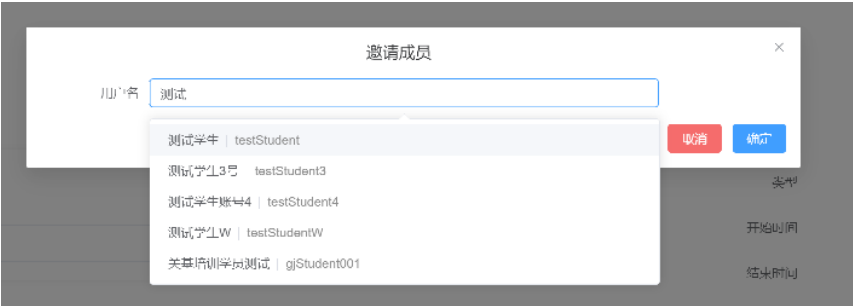 邀请成员
用户名 测试
测试学生 | testStudent
取消 确定
测试学生3号 testStudent3
类型
测试学生账号4 | testStudent4
测试学生W | testStudentW
开始时间
关基培训学员测试 | gjStudent001
结束时间